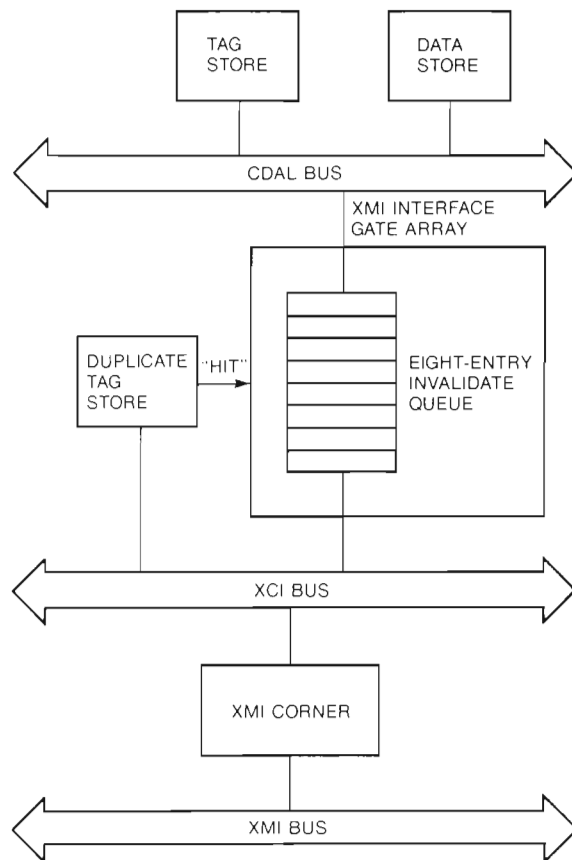 TAG
STORE
DATA
STORE
CDAL BUS
XMI INTERFACE
GATE ARRAY
DUPLICATE
TAG
STORE
"HIT"
EIGHT-ENTRY
INVALIDATE
QUEUE
XCI BUS
XMI CORNER
XMI BUS